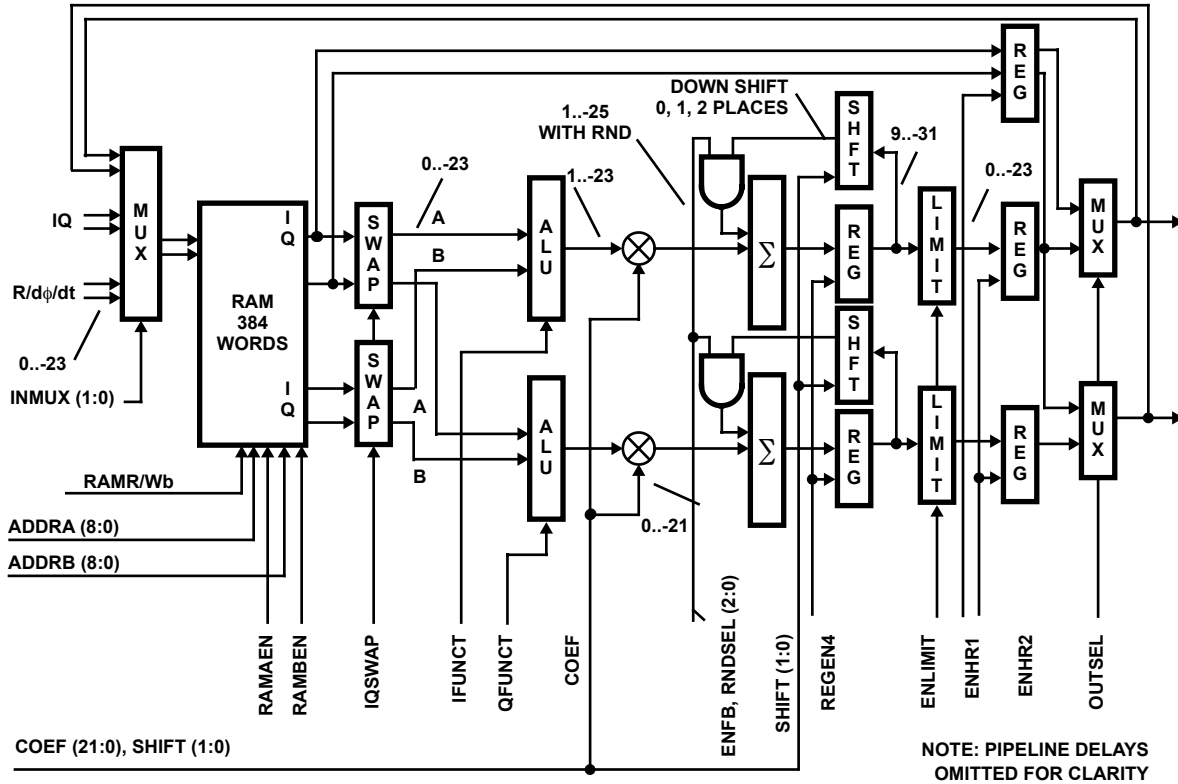 R
E
G
DOWN SHIFT
0, 1, 2 PLACES
1..-25
WITH RND
S
H
F
T
9..-31
0..-23
0..-23
1..-23
IQ
M
U
X
I
Q
S
W
A
P
A
B
A
L
U
Σ
R
E
G
L
I
M
I
T
R
E
G
M
U
X
R/dϕ/dt
RAM
384
WORDS
0..-23
INMUX (1:0)
I
Q
S
W
A
P
A
B
A
L
U
S
H
F
T
Σ
R
E
G
L
I
M
I
T
R
E
G
M
U
X
0..-21
RAMR/Wb
ADDRA (8:0)
ADDRB (8:0)
RAMAEN
RAMBEN
IQSWAP
IFUNCT
QFUNCT
COEF
ENFB, RNDSEL (2:0)
SHIFT (1:0)
REGEN4
ENLIMIT
ENHR1
ENHR2
OUTSEL
COEF (21:0), SHIFT (1:0)
NOTE: PIPELINE DELAYS
OMITTED FOR CLARITY